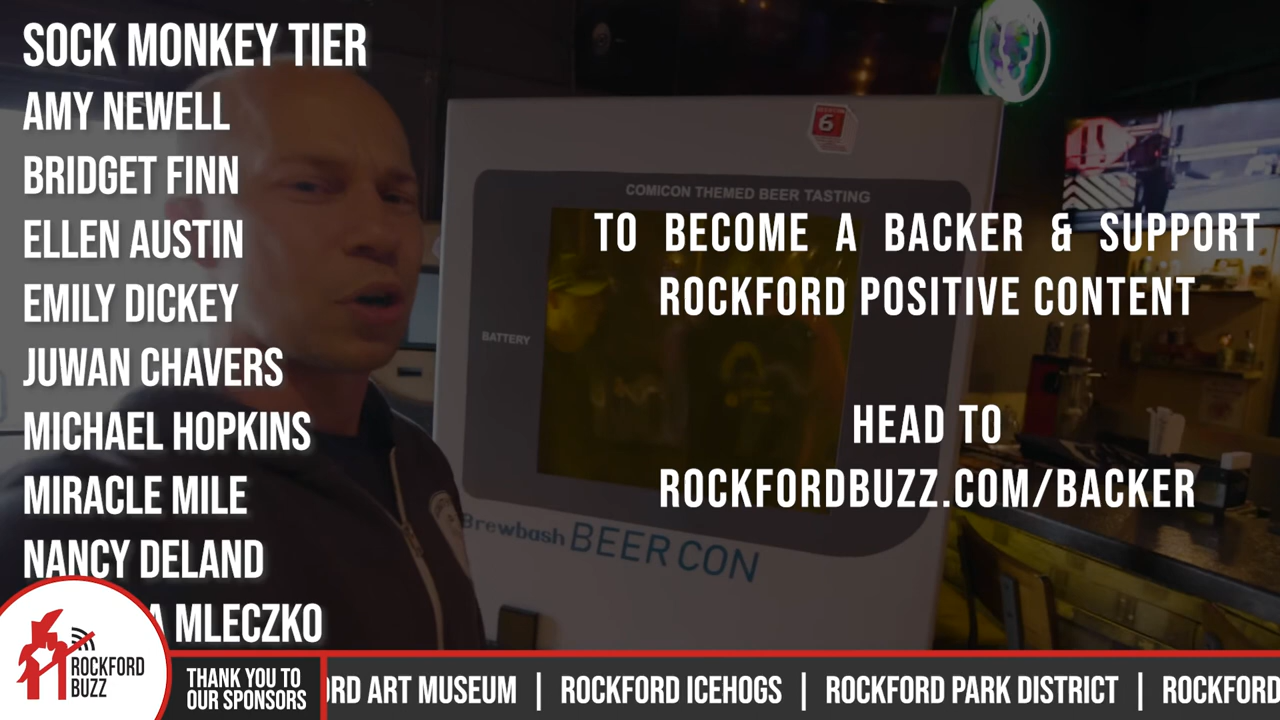 SOCK MONKEY TIER
AMY NEWELL
BRIDGET FINN
ELLEN AUSTIN
EMILY DICKEY
JUWAN CHAVERS
MICHAEL HOPKINS
MIRACLE MILE
NANCY DELAND
MLECZKO
6
COMICON THEMED BEER TASTING
BATTERY
Brewbash BEER CON
TO BECOME A BACKER & SUPPORT
ROCKFORD POSITIVE CONTENT
HEAD TO
ROCKFORDBUZZ.COM/BACKER
ROCKFORD
BUZZ
THANK YOU TO
OUR SPONSORS
ORD ART MUSEUM | ROCKFORD ICEHOGS | ROCKFORD PARK DISTRICT | ROCKFORD